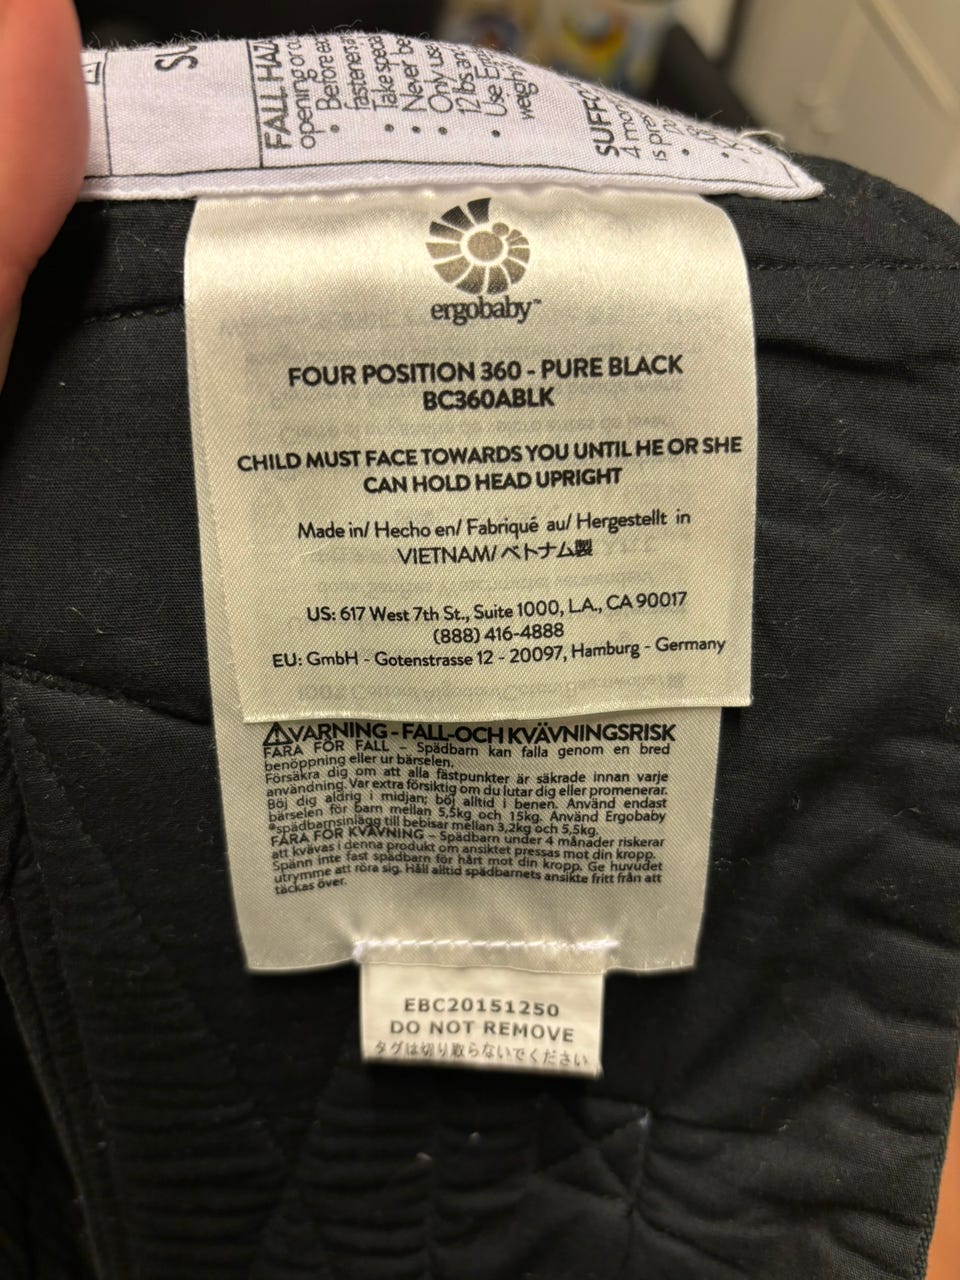 SU
FALL HAZ
opening or
• Before
fasteners
• Take special
• Never be
• Only use
12 lbs
• Use
weigh
SUFFO
4 mon
is pres
ergobaby™
FOUR POSITION 360 - PURE BLACK
BC360ABLK
CHILD MUST FACE TOWARDS YOU UNTIL HE OR SHE
CAN HOLD HEAD UPRIGHT
Made in/ Hecho en/ Fabriqué au/ Hergestellt in
VIETNAM/ベトナム製
US: 617 West 7th St., Suite 1000, L.A., CA 90017
(888) 416-4888
EU: GmbH - Gotenstrasse 12 - 20097, Hamburg - Germany
⚠VARNING - FALL-OCH KVÄVNINGSRISK
FARA FÖR FALL – Spädbarn kan falla genom en bred
benöppning eller ur bärselen.
Försäkra dig om att alla fästpunkter är säkrade innan varje
användning. Var extra försiktig om du lutar dig eller promenerar.
Böj dig aldrig i midjan; böj alltid i benen. Använd endast
bärselen för barn mellan 5,5kg och 15kg. Använd Ergobaby
®spädbarnsinlägg till bebisar mellan 3,2kg och 5,5kg.
FARA FÖR KVÄVNING – Spädbarn under 4 månader riskerar
att kvävas i denna produkt om ansiktet pressas mot din kropp.
Spänn inte fast spädbarn för hårt mot din kropp. Ge huvudet
utrymme att röra sig. Håll alltid spädbarnets ansikte fritt från att
täckas över.
EBC20151250
DO NOT REMOVE
タグは切り取らないでください